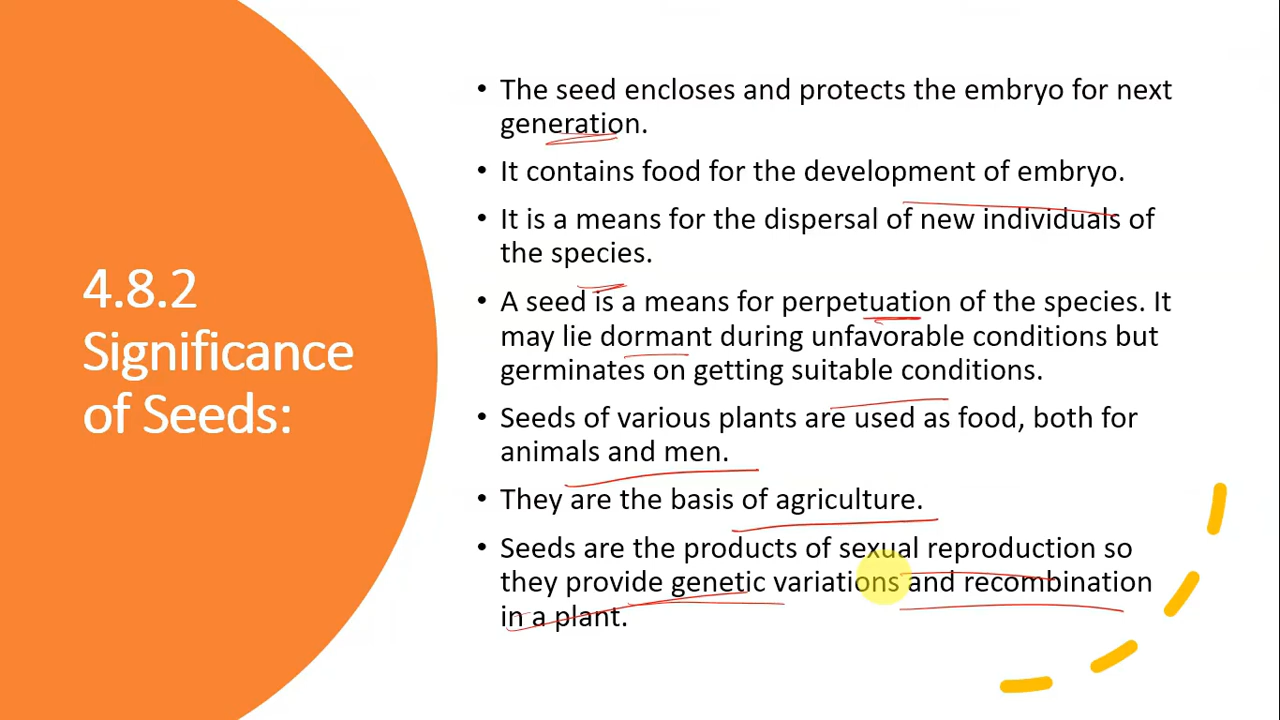 4.8.2
Significance
of Seeds:
• The seed encloses and protects the embryo for next
generation.
• It contains food for the development of embryo.
• It is a means for the dispersal of new individuals of
the species.
• A seed is a means for perpetuation of the species. It
may lie dormant during unfavorable conditions but
germinates on getting suitable conditions.
• Seeds of various plants are used as food, both for
animals and men.
• They are the basis of agriculture.
• Seeds are the products of sexual reproduction so
they provide genetic variations and recombination
in a plant.